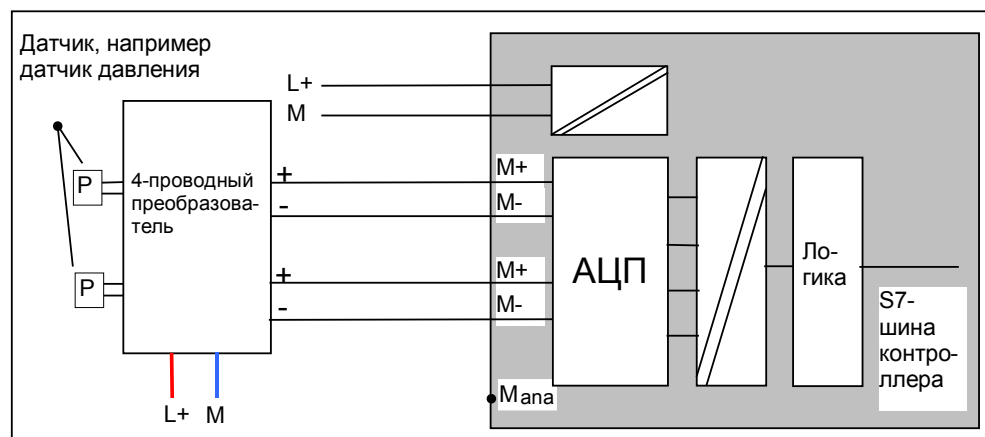 Датчик, например
датчик давления
L+
M
P
4-проводный
преобразова-
тель
+
-
M+
M-
P
+
-
M+
M-
АЦП
Ло-
гика
S7-
шина
контро-
ллера
Mana
L+ M